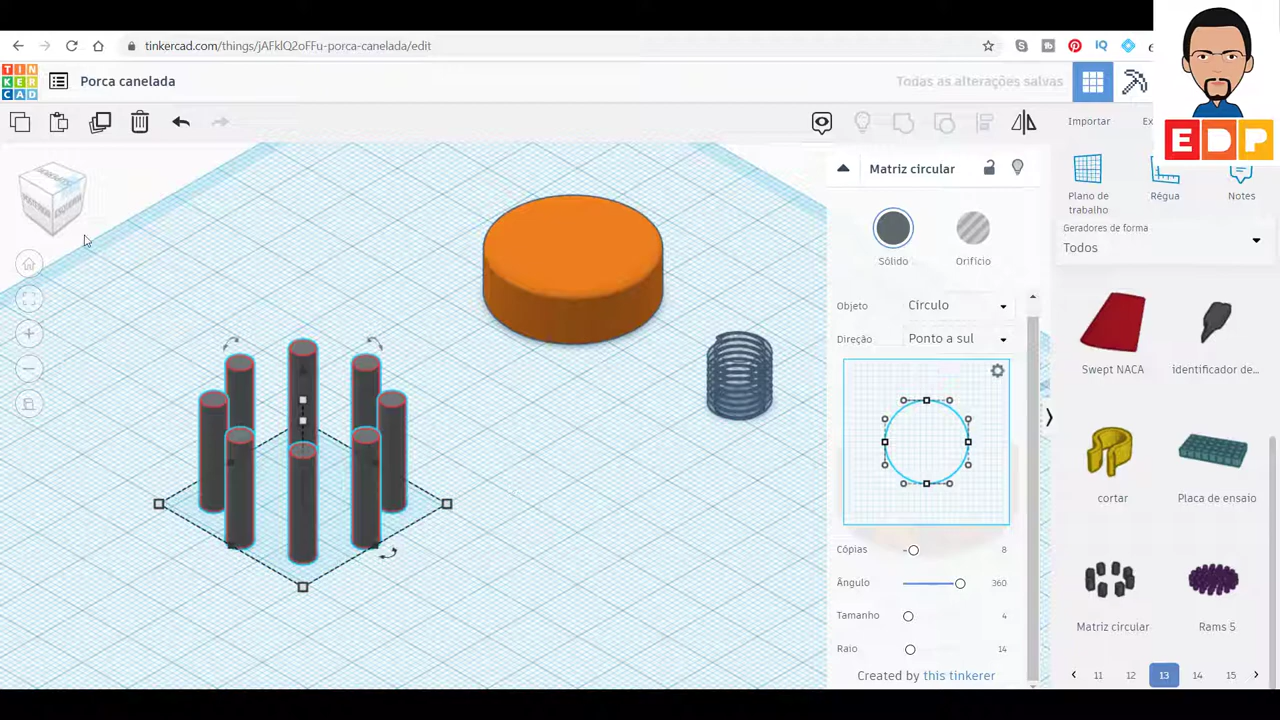 tinkercad.com/things/jAFklQ2oFFu-porca-canelada/edit
IQ
TIN
KER
CAD
Porca canelada
Todas as alterações salvas
EDP
Importar
Ex
Matriz circular
Plano de
trabalho
Régua
Notes
Geradores de forma
Todos
Sólido
Orifício
Objeto
Círculo
Direção
Ponto a sul
Swept NACA
identificador de...
cortar
Placa de ensaio
Cópias
8
Ângulo
360
Tamanho
4
Raio
14
Matriz circular
Rams 5
Created by this tinkerer
11
12
13
14
15